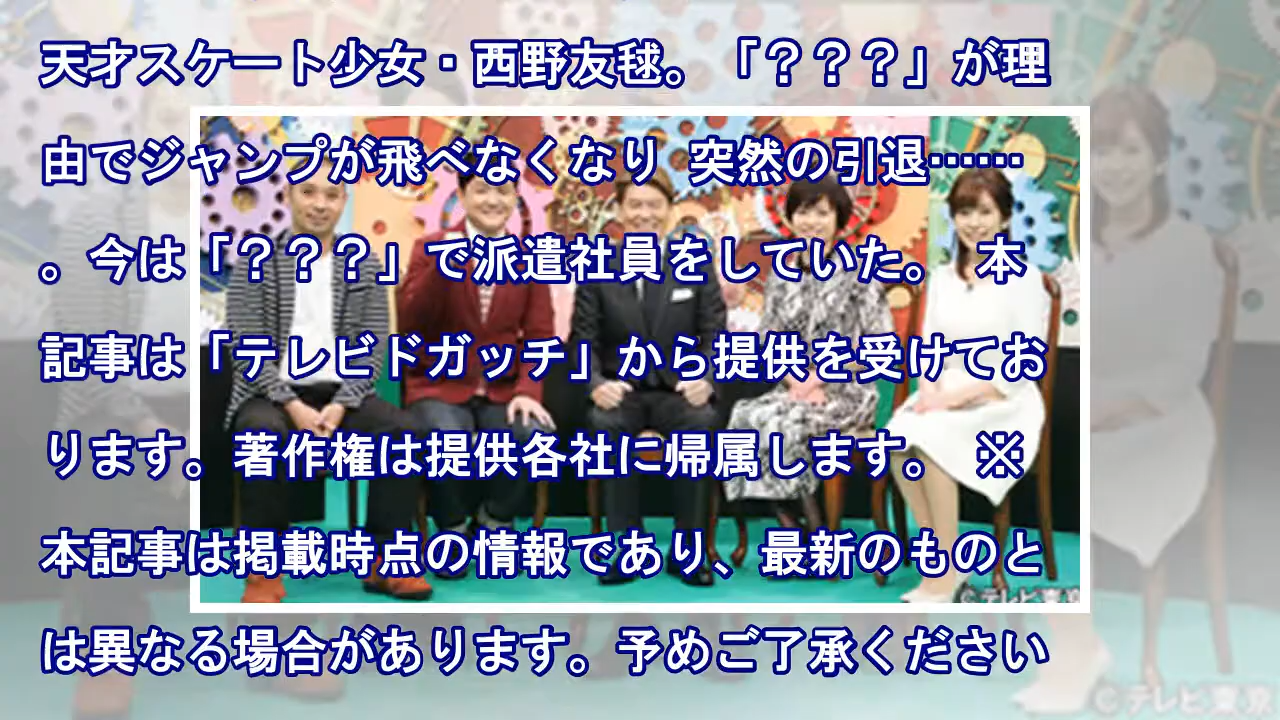 天才スケート少女・西野友毬。「？？？」が理
由でジャンプが飛べなくなり 突然の引退……
。今は「？？？」で派遣社員をしていた。 本
記事は「テレビドガッチ」から提供を受けてお
ります。著作権は提供各社に帰属します。 ※
本記事は掲載時点の情報であり、最新のものと
は異なる場合があります。予めご了承ください
©テレビ東京
©テレビ東京